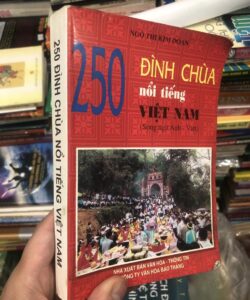 NGÔ THỊ KIM DOAN
250
ĐÌNH CHÙA
nổi tiếng
VIỆT NAM
(Song ngữ Anh - Việt)
NHÀ XUẤT BẢN VĂN HÓA - THÔNG TIN
CÔNG TY VĂN HÓA BẢO THẮNG
250 ĐÌNH CHÙA NỔI TIẾNG VIỆT NAM